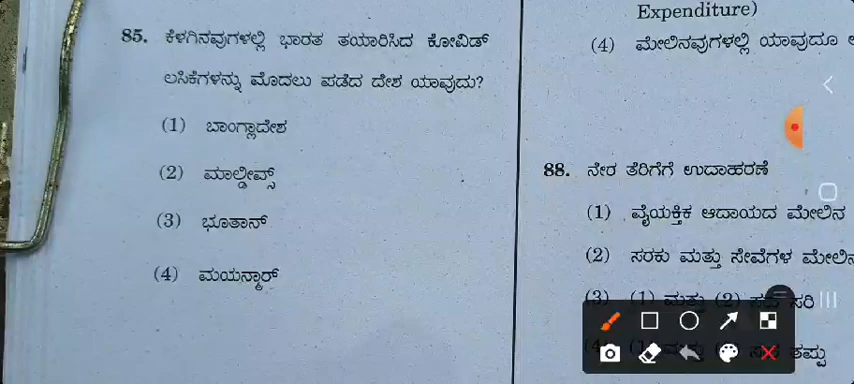 85. ಕೆಳಗಿನವುಗಳಲ್ಲಿ ಭಾರತ ತಯಾರಿಸಿದ ಕೋವಿಡ್
ಲಸಿಕೆಗಳನ್ನು ಮೊದಲು ಪಡೆದ ದೇಶ ಯಾವುದು?
(1) ಬಾಂಗ್ಲಾದೇಶ
(2) ಮಾಲ್ಡೀವ್ಸ್
(3) ಭೂತಾನ್
(4) ಮಯನ್ಮಾರ್
Expenditure)
(4) ಮೇಲಿನವುಗಳಲ್ಲಿ ಯಾವುದೂ
88. ನೇರ ತೆರಿಗೆಗೆ ಉದಾಹರಣೆ
(1) ವೈಯಕ್ತಿಕ ಆದಾಯದ ಮೇಲಿನ
(2) ಸರಕು ಮತ್ತು ಸೇವೆಗಳ ಮೇಲಿನ
(3) (1) ಮತ್ತು (2) ಸರಿ
ತಪ್ಪು